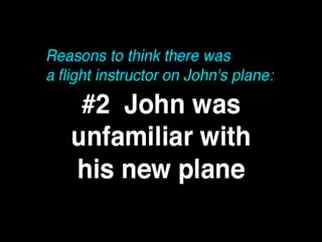 Reasons to think there was
a flight instructor on John's plane:
#2 John was
unfamiliar with
his new plane